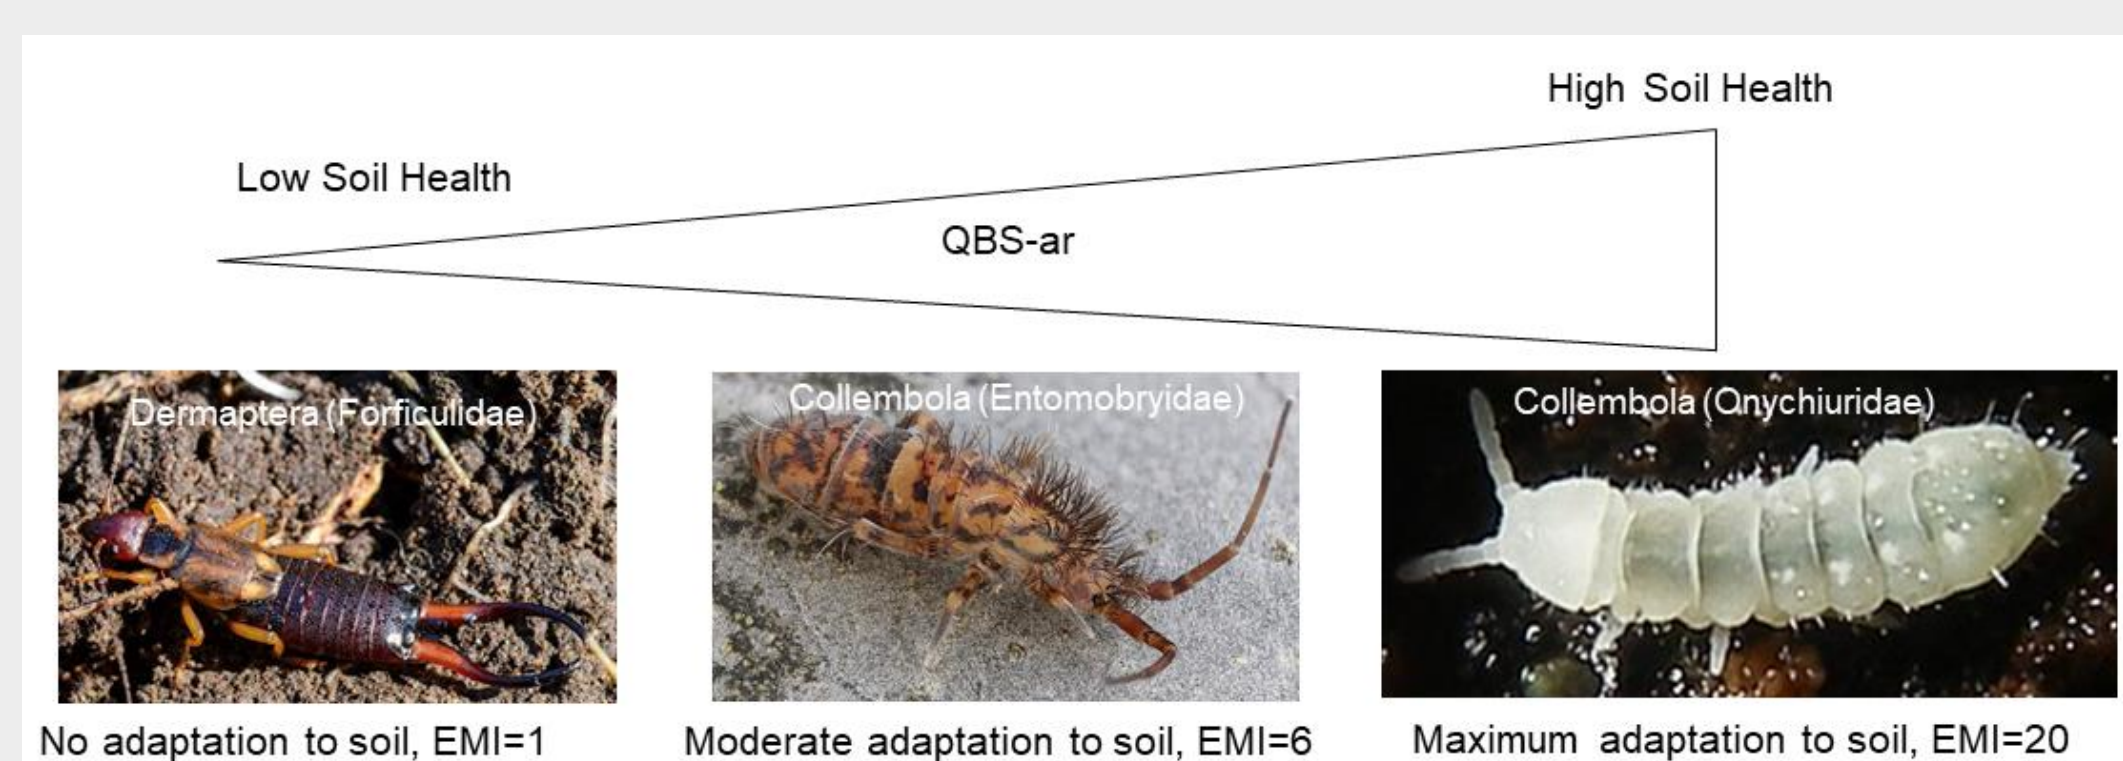 High Soil Health
Low Soil Health
QBS-ar
Dermaptera (Forficulidae)
Collembola (Entomobryidae)
Collembola (Onychiuridae)
No adaptation to soil, EMI=1
Moderate adaptation to soil, EMI=6
Maximum adaptation to soil, EMI=20